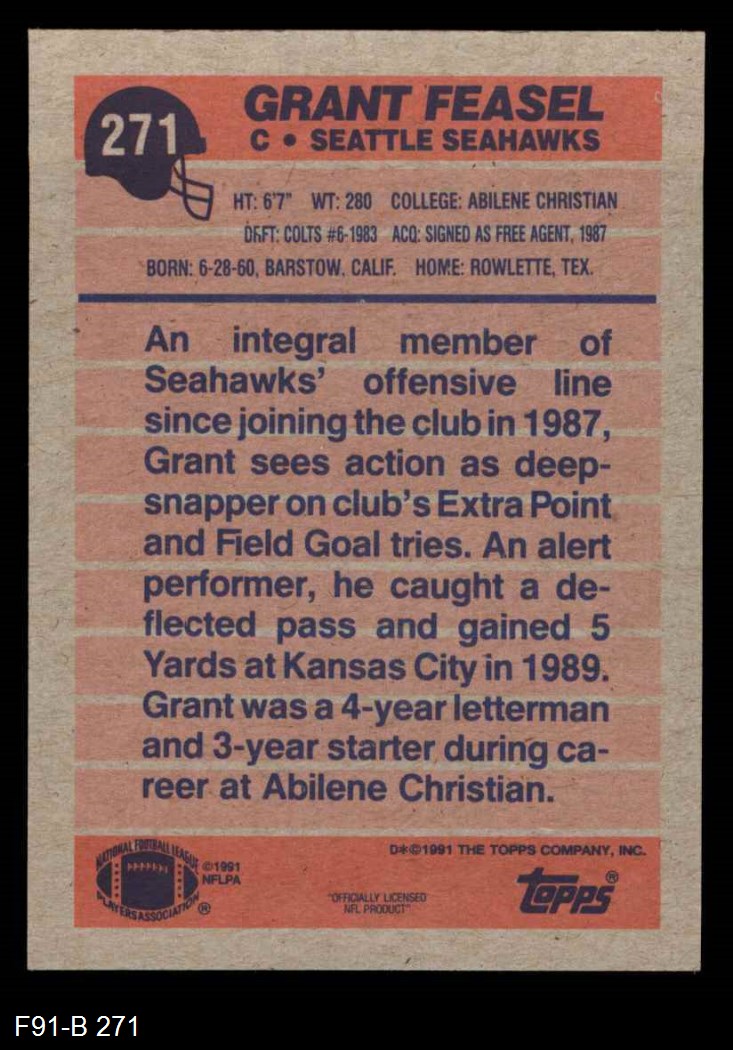 271
GRANT FEASEL
C • SEATTLE SEAHAWKS
HT: 6'7" WT: 280 COLLEGE: ABILENE CHRISTIAN
DRFT: COLTS #6-1983 ACQ: SIGNED AS FREE AGENT, 1987
BORN: 6-28-60, BARSTOW, CALIF. HOME: ROWLETTE, TEX.
An integral member of
Seahawks' offensive line
since joining the club in 1987,
Grant sees action as deep-
snapper on club's Extra Point
and Field Goal tries. An alert
performer, he caught a de-
flected pass and gained 5
Yards at Kansas City in 1989.
Grant was a 4-year letterman
and 3-year starter during ca-
reer at Abilene Christian.
NATIONAL FOOTBALL LEAGUE
PLAYERS ASSOCIATION ®
©1991
NFLPA
D*©1991 THE TOPPS COMPANY, INC.
"OFFICIALLY LICENSED
NFL PRODUCT"
topps®
F91-B 271